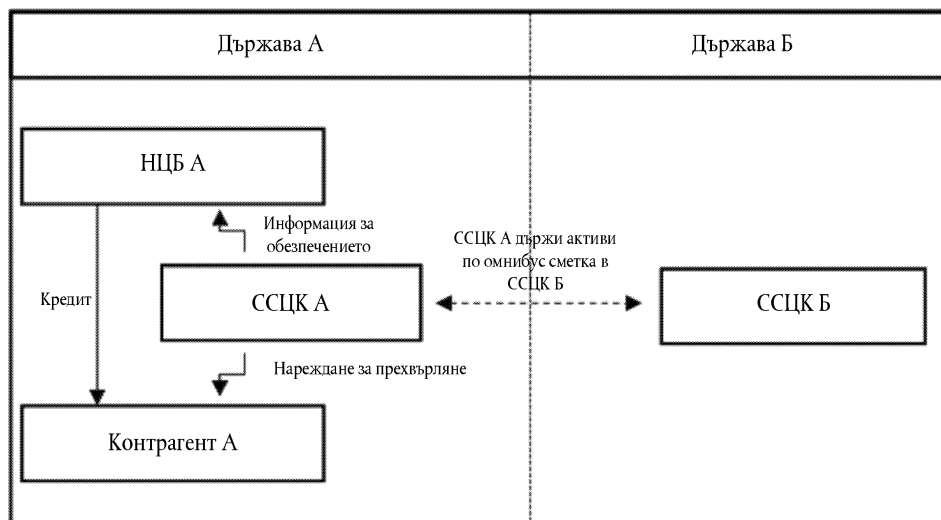 Държава А
Държава Б
НЦБ А
Информация за
обезпечението
ССЦК А държи активи
по омнибус сметка в
ССЦК Б
Кредит
ССЦК А
ССЦК Б
Нареждане за прехвърляне
Контрагент А